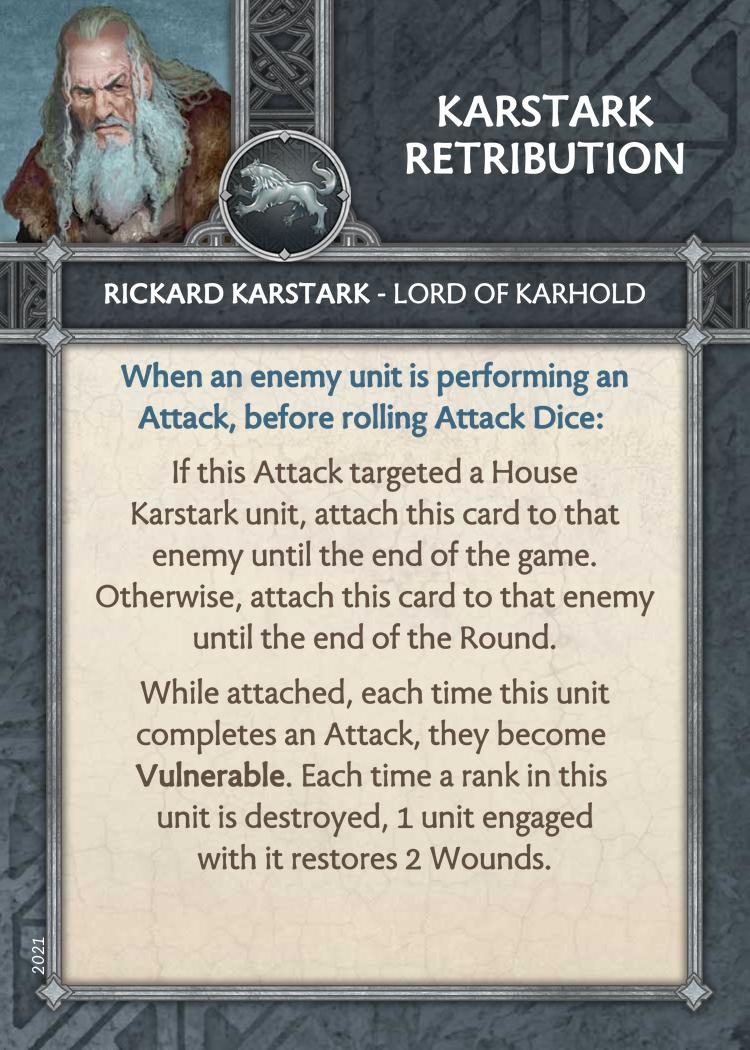 KARSTARK
RETRIBUTION
RICKARD KARSTARK - LORD OF KARHOLD
When an enemy unit is performing an
Attack, before rolling Attack Dice:
If this Attack targeted a House
Karstark unit, attach this card to that
enemy until the end of the game.
Otherwise, attach this card to that enemy
until the end of the Round.
While attached, each time this unit
completes an Attack, they become
Vulnerable. Each time a rank in this
unit is destroyed, 1 unit engaged
with it restores 2 Wounds.
2021